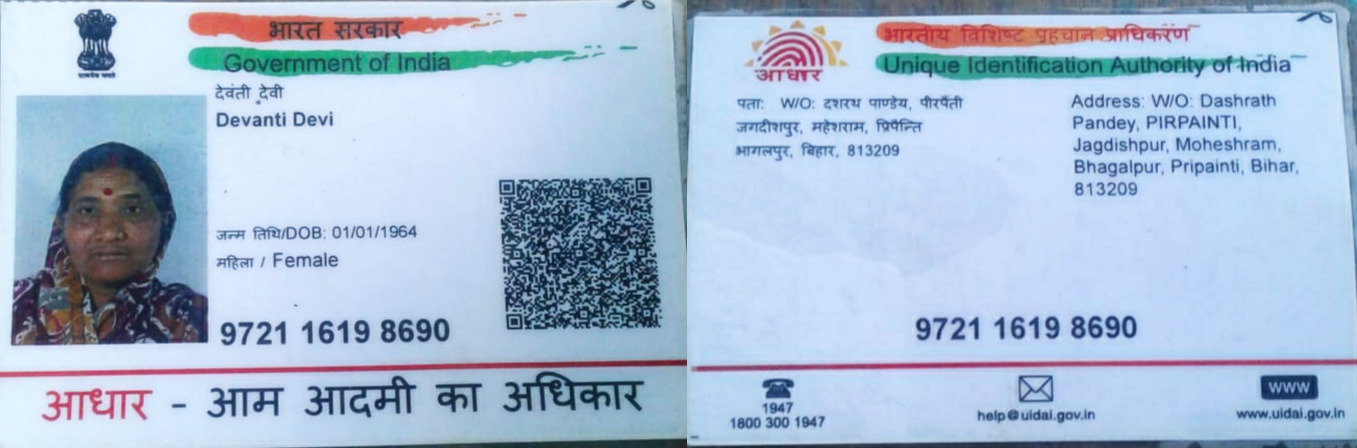 भारत सरकार
Government of India
देवंती देवी
Devanti Devi
जन्म तिथि/DOB: 01/01/1964
महिला / Female
9721 1619 8690
आधार - आम आदमी का अधिकार
भारतीय विशिष्ट पहचान प्राधिकरण
आधार
Unique Identification Authority of India
पता: W/O: दशरथ पाण्डेय, पीरपैंती
जगदीशपुर, महेशराम, प्रिपैन्ति
भागलपुर, बिहार, 813209
Address: W/O: Dashrath
Pandey, PIRPAINTI,
Jagdishpur, Moheshram,
Bhagalpur, Pripainti, Bihar,
813209
9721 1619 8690
1947
1800 300 1947
help@uidai.gov.in
WWW
www.uidai.gov.in